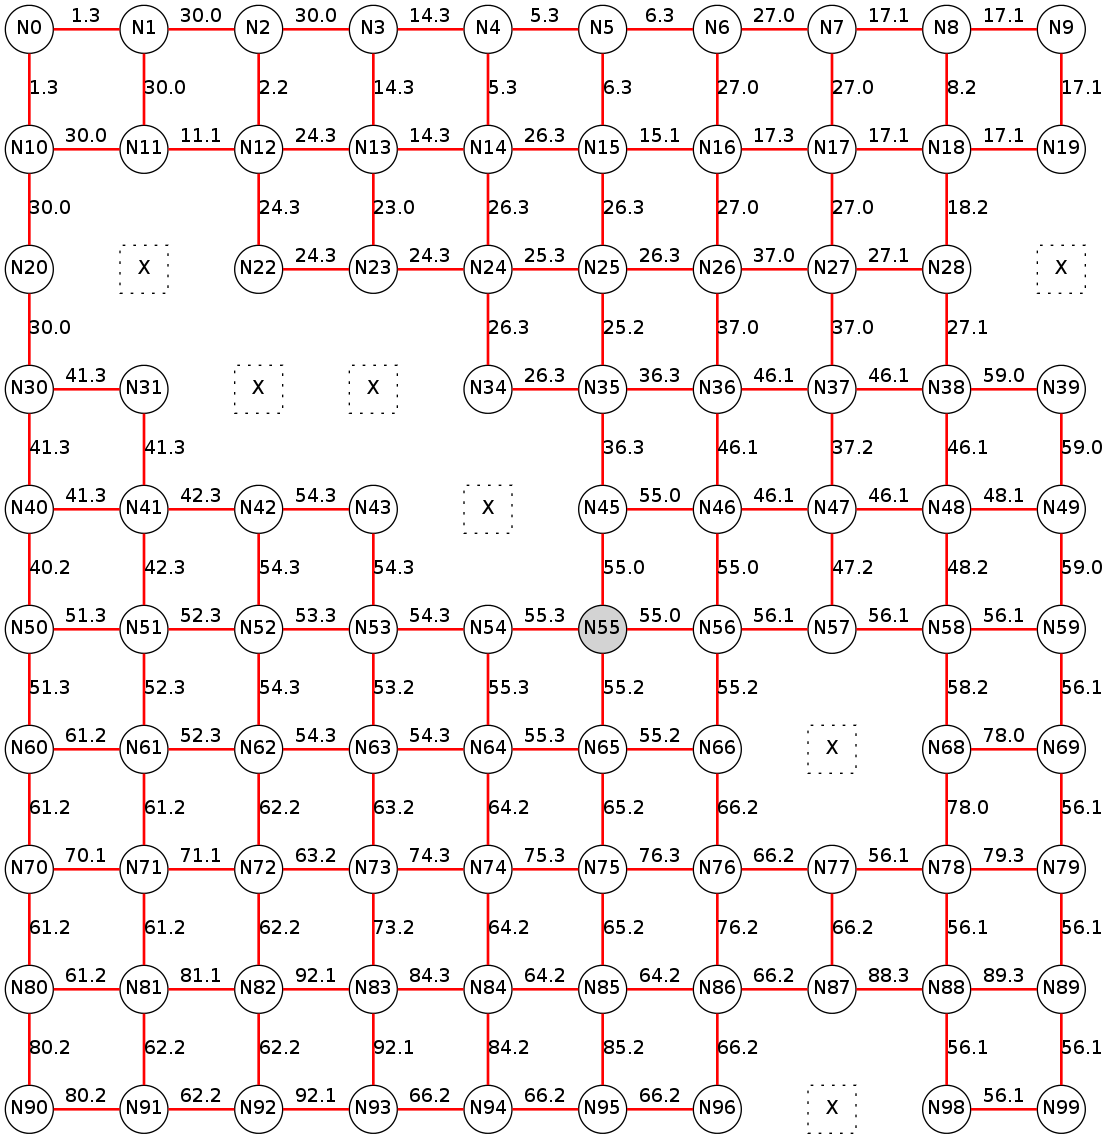 1.3 30.0 30.0 14.3 5.3 6.3 27.0 17.1 17.1
N0 N1 N2 N3 N4 N5 N6 N7 N8 N9
1.3 30.0 2.2 14.3 5.3 6.3 27.0 27.0 8.2 17.1
30.0 11.1 24.3 14.3 26.3 15.1 17.3 17.1 17.1
N10 N11 N12 N13 N14 N15 N16 N17 N18 N19
30.0 24.3 23.0 26.3 26.3 27.0 27.0 18.2
24.3 24.3 25.3 26.3 37.0 27.1
N20 X N22 N23 N24 N25 N26 N27 N28 X
30.0 26.3 25.2 37.0 37.0 27.1
41.3 26.3 36.3 46.1 46.1 59.0
N30 N31 X X N34 N35 N36 N37 N38 N39
41.3 41.3 36.3 46.1 37.2 46.1 59.0
41.3 42.3 54.3 55.0 46.1 46.1 48.1
N40 N41 N42 N43 X N45 N46 N47 N48 N49
40.2 42.3 54.3 54.3 55.0 55.0 47.2 48.2 59.0
51.3 52.3 53.3 54.3 55.3 55.0 56.1 56.1 56.1
N50 N51 N52 N53 N54 N55 N56 N57 N58 N59
51.3 52.3 54.3 53.2 55.3 55.2 55.2 58.2 56.1
61.2 52.3 54.3 54.3 55.3 55.2 78.0
N60 N61 N62 N63 N64 N65 N66 X N68 N69
61.2 61.2 62.2 63.2 64.2 65.2 66.2 78.0 56.1
70.1 71.1 63.2 74.3 75.3 76.3 66.2 56.1 79.3
N70 N71 N72 N73 N74 N75 N76 N77 N78 N79
61.2 61.2 62.2 73.2 64.2 65.2 76.2 66.2 56.1 56.1
61.2 81.1 92.1 84.3 64.2 64.2 66.2 88.3 89.3
N80 N81 N82 N83 N84 N85 N86 N87 N88 N89
80.2 62.2 62.2 92.1 84.2 85.2 66.2 56.1 56.1
80.2 62.2 92.1 66.2 66.2 66.2 56.1
N90 N91 N92 N93 N94 N95 N96 X N98 N99